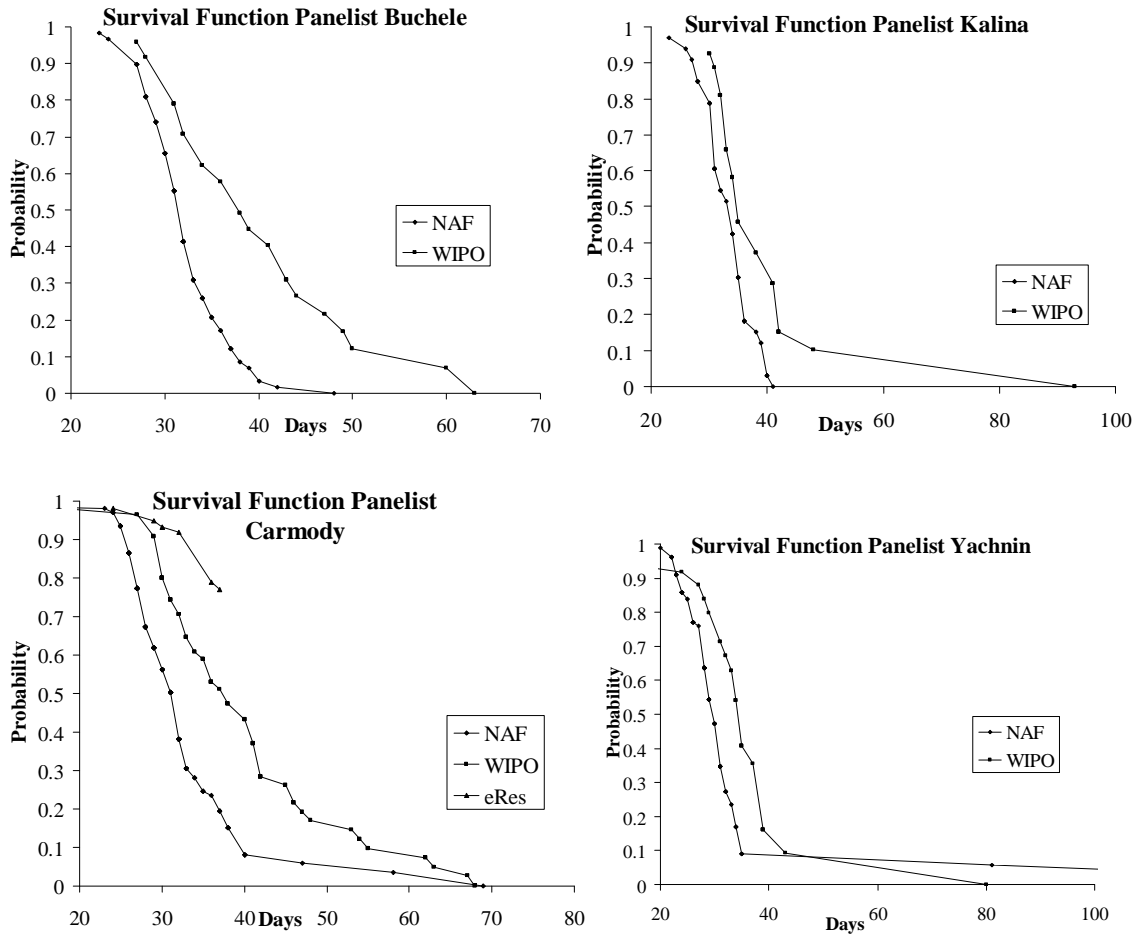 Survival Function Panelist Buchele
1
0.9
0.8
0.7
0.6
0.5
0.4
0.3
0.2
0.1
0
Probability
20 30 40 50 60 70
Days
NAF
WIPO
Survival Function Panelist Kalina
1
0.9
0.8
0.7
0.6
0.5
0.4
0.3
0.2
0.1
0
Probability
20 40 60 80 100
Days
NAF
WIPO
Survival Function Panelist
Carmody
1
0.9
0.8
0.7
0.6
0.5
0.4
0.3
0.2
0.1
0
Probability
20 30 40 50 60 70 80
Days
NAF
WIPO
eRes
Survival Function Panelist Yachnin
1
0.9
0.8
0.7
0.6
0.5
0.4
0.3
0.2
0.1
0
Probability
20 40 60 80 100
Days
NAF
WIPO